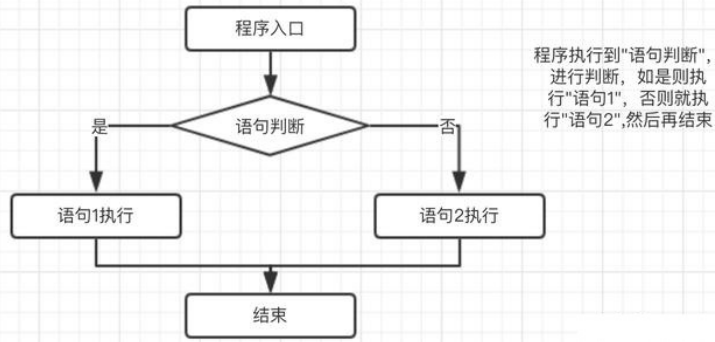 程序入口
程序执行到"语句判断",
进行判断，如是则执
行"语句1"，否则就执
行"语句2",然后再结束
是
语句判断
否
语句1执行
语句2执行
结束